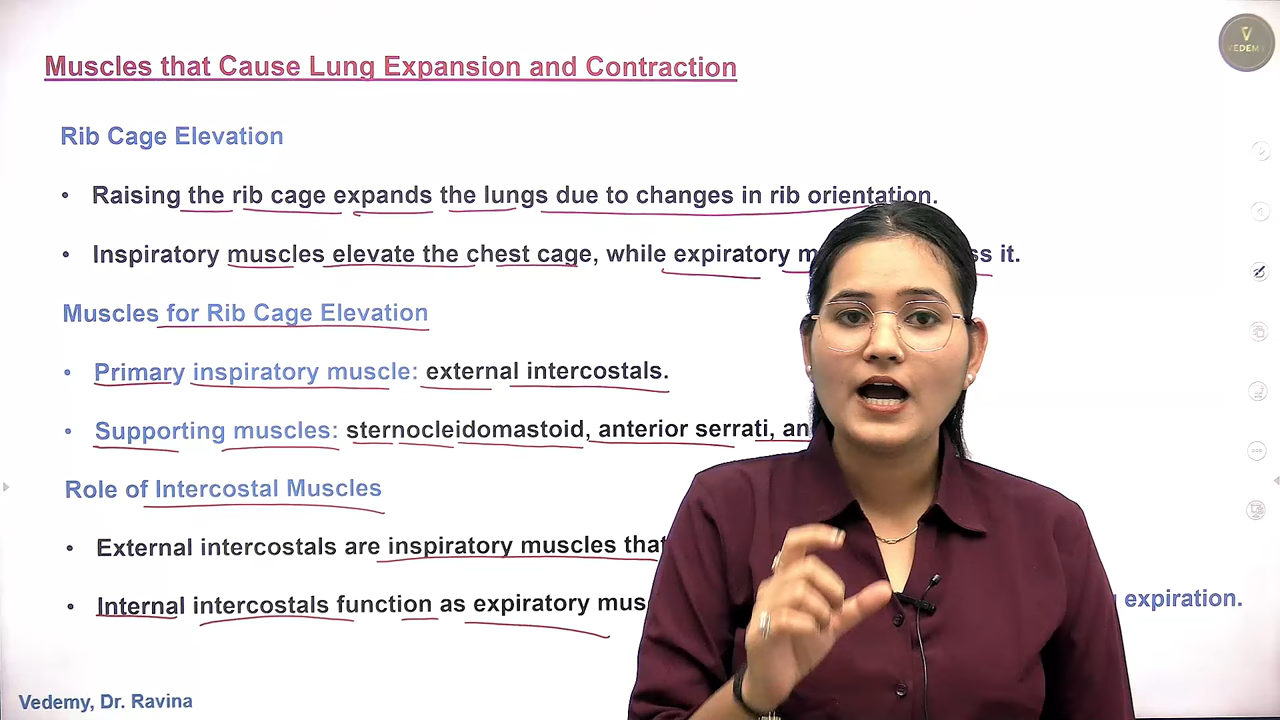 VEDEMY
Muscles that Cause Lung Expansion and Contraction
Rib Cage Elevation
• Raising the rib cage expands the lungs due to changes in rib orientation.
• Inspiratory muscles elevate the chest cage, while expiratory it.
Muscles for Rib Cage Elevation
• Primary inspiratory muscle: external intercostals.
• Supporting muscles: sternocleidomastoid, anterior serrati,
Role of Intercostal Muscles
• External intercostals are inspiratory muscles that
• Internal intercostals function as expiratory expiration.
Vedemy, Dr. Ravina